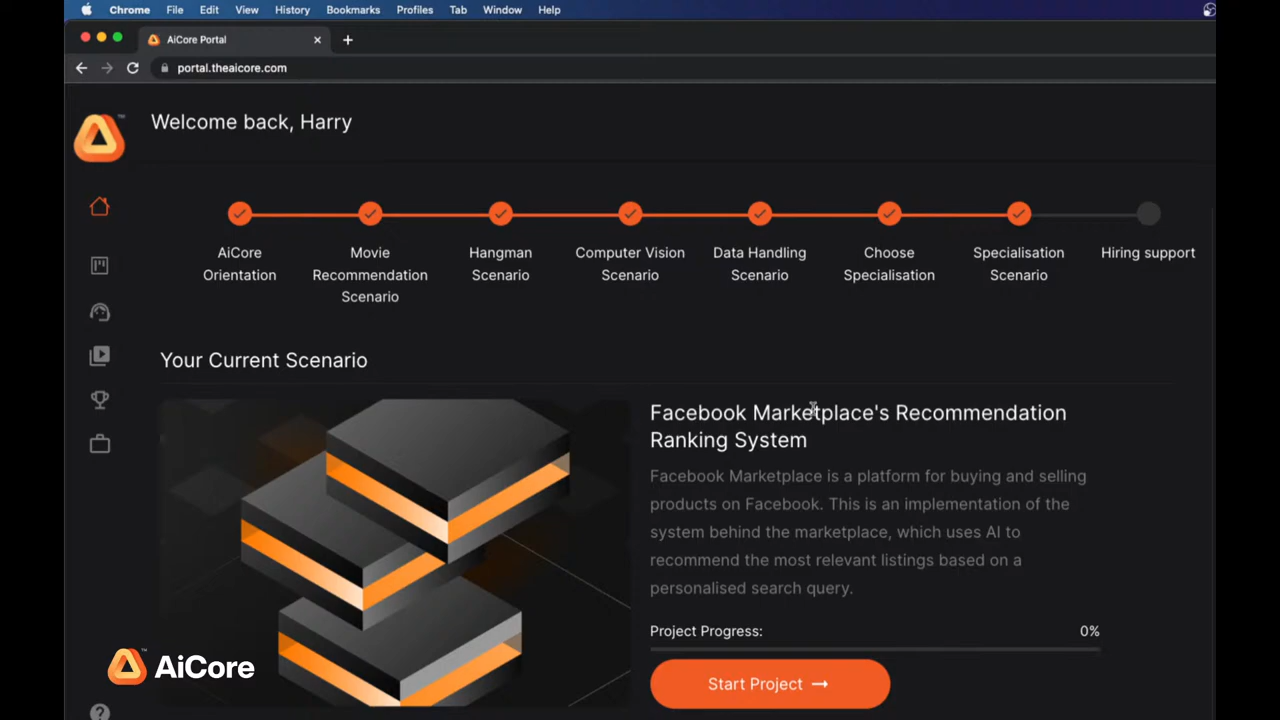 Chrome File Edit View History Bookmarks Profiles Tab Window Help
AiCore Portal
portal.theaicore.com
Welcome back, Harry
AiCore Orientation
Movie Recommendation Scenario
Hangman Scenario
Computer Vision Scenario
Data Handling Scenario
Choose Specialisation
Specialisation Scenario
Hiring support
Your Current Scenario
Facebook Marketplace's Recommendation
Ranking System
Facebook Marketplace is a platform for buying and selling
products on Facebook. This is an implementation of the
system behind the marketplace, which uses AI to
recommend the most relevant listings based on a
personalised search query.
Project Progress: 0%
Start Project →
AiCore™